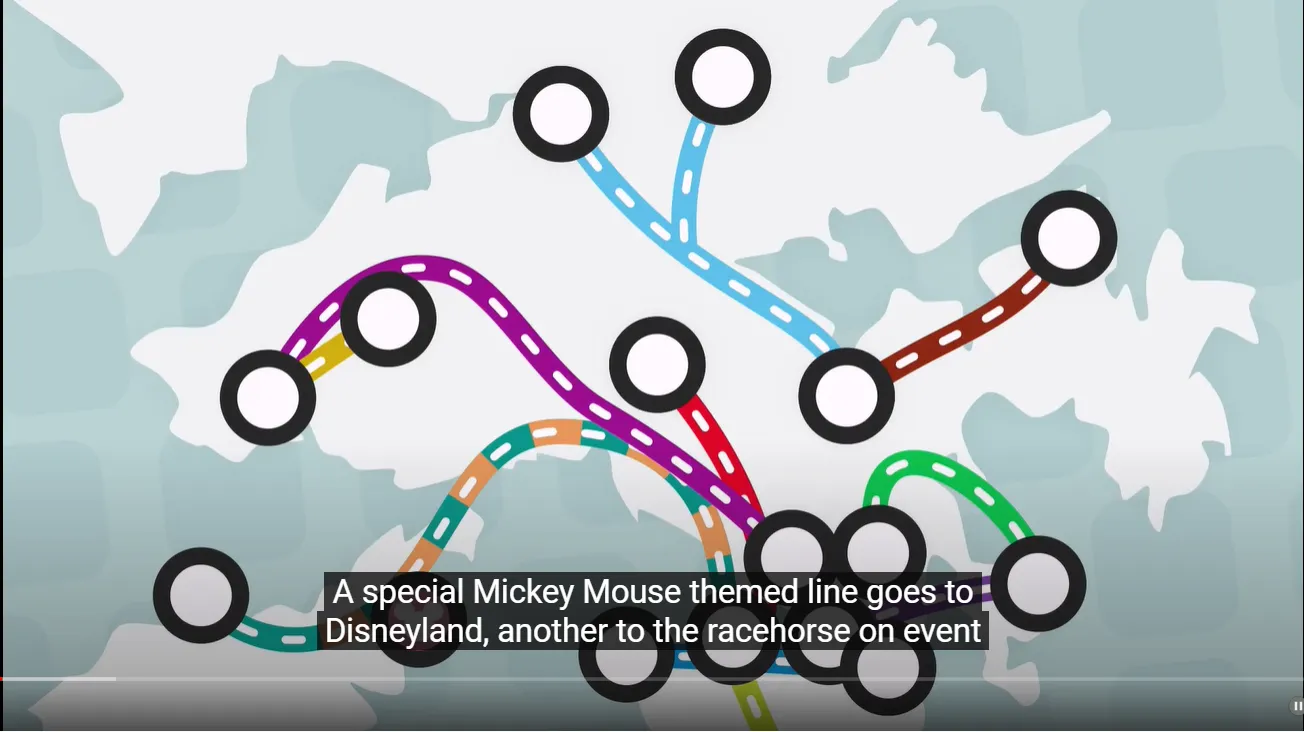 A special Mickey Mouse themed line goes to
Disneyland, another to the racehorse on event